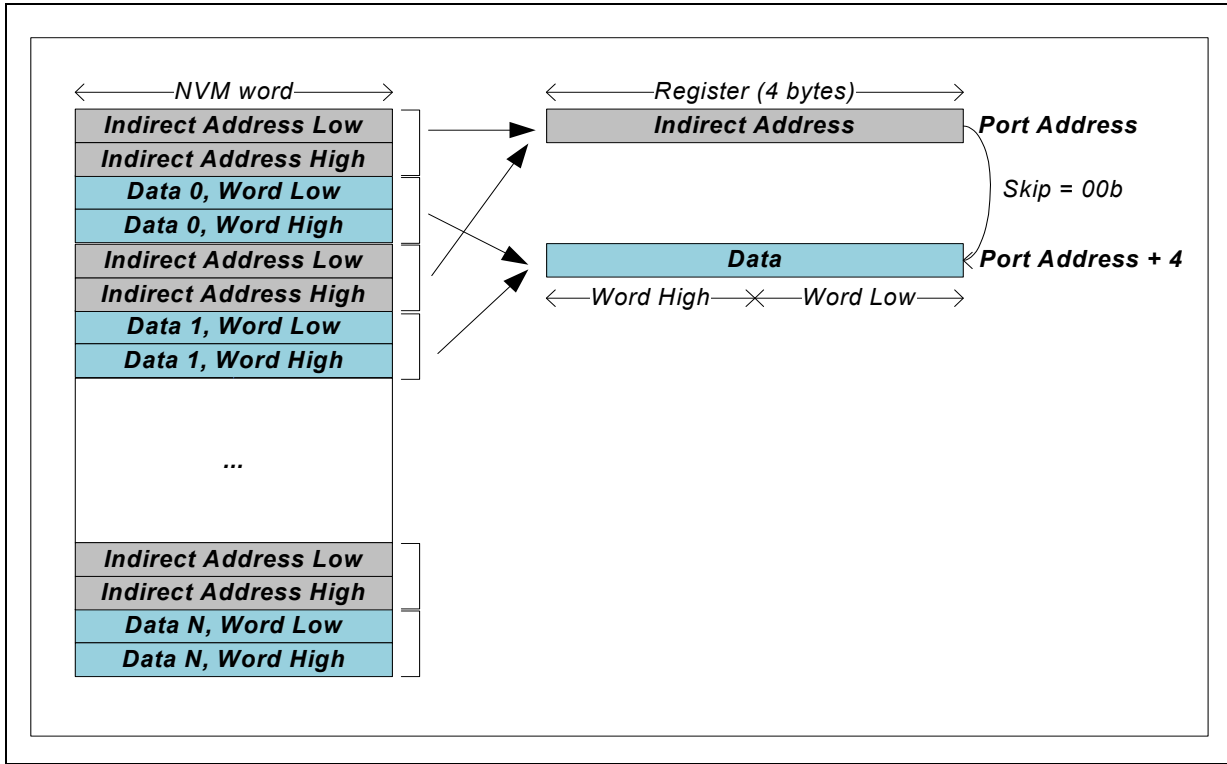 NVM word
Indirect Address Low
Indirect Address High
Data 0, Word Low
Data 0, Word High
Indirect Address Low
Indirect Address High
Data 1, Word Low
Data 1, Word High
...
Indirect Address Low
Indirect Address High
Data N, Word Low
Data N, Word High
Register (4 bytes)
Indirect Address
Port Address
Skip = 00b
Data
Port Address + 4
Word High
Word Low